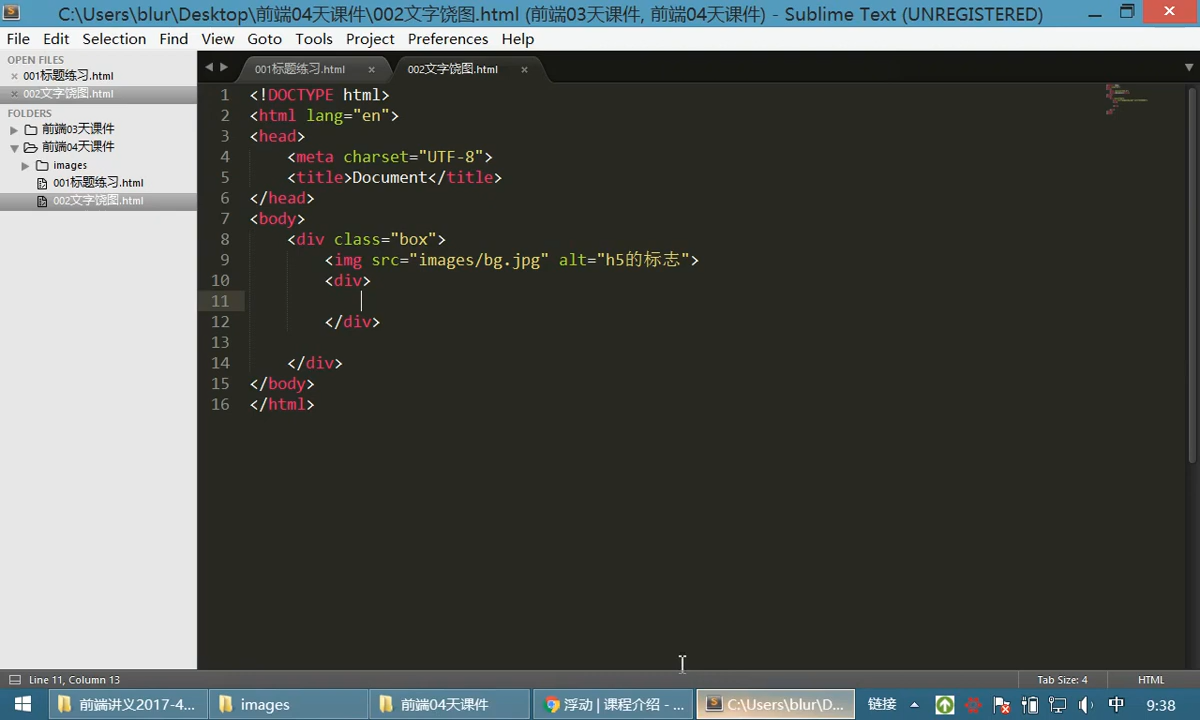 C:\Users\blur\Desktop\前端04天课件\002文字饶图.html (前端03天课件, 前端04天课件) - Sublime Text (UNREGISTERED)
File Edit Selection Find View Goto Tools Project Preferences Help
OPEN FILES
001标题练习.html
002文字饶图.html
FOLDERS
前端03天课件
前端04天课件
images
001标题练习.html
002文字饶图.html
001标题练习.html 002文字饶图.html
1 <!DOCTYPE html>
2 <html lang="en">
3 <head>
4 <meta charset="UTF-8">
5 <title>Document</title>
6 </head>
7 <body>
8 <div class="box">
9 <img src="images/bg.jpg" alt="h5的标志">
10 <div>
11
12 </div>
13
14 </div>
15 </body>
16 </html>
Line 11, Column 13 Tab Size: 4 HTML
前端讲义2017-4... images 前端04天课件 浮动 | 课程介绍 - ... C:\Users\blur\D... 链接 中 9:38